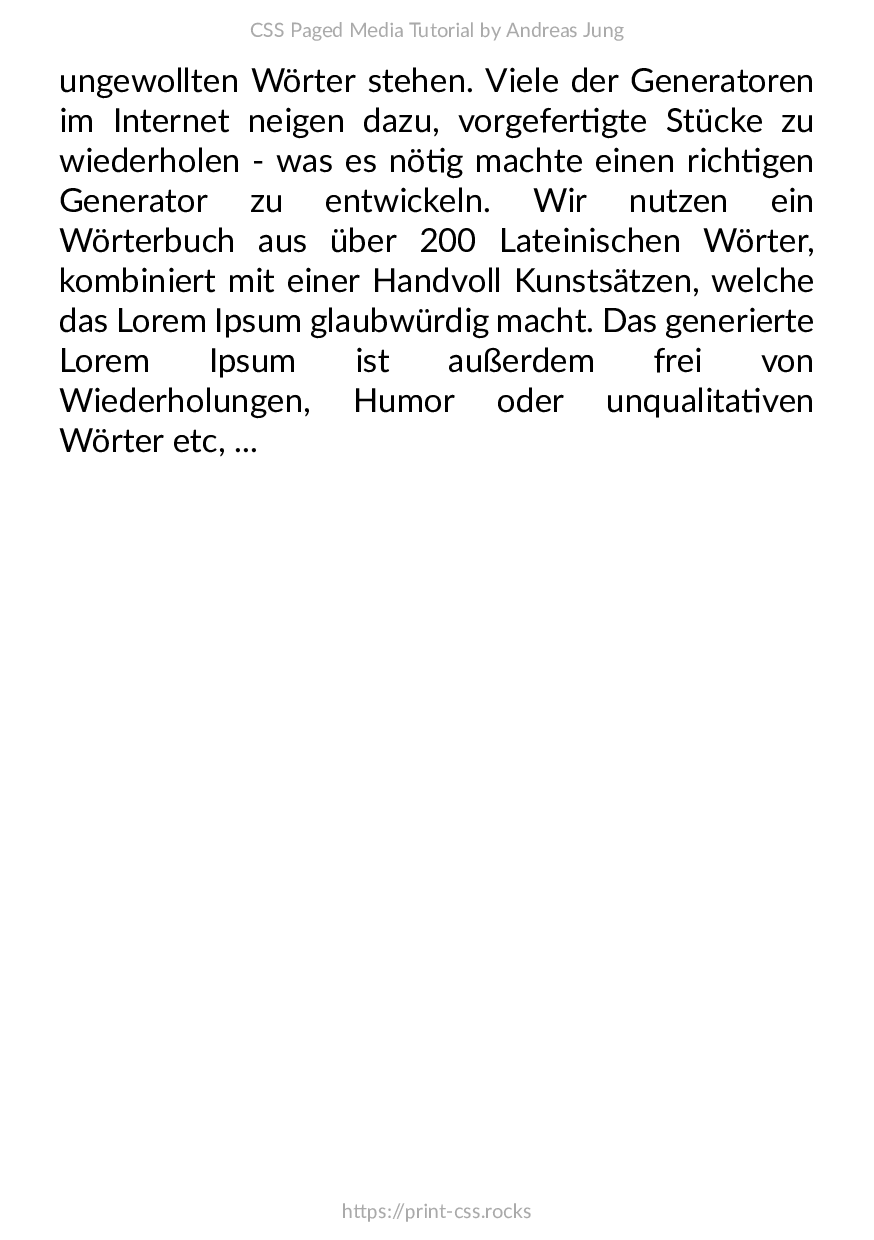 CSS Paged Media Tutorial by Andreas Jung
ungewollten Wörter stehen. Viele der Generatoren
im Internet neigen dazu, vorgefertigte Stücke zu
wiederholen - was es nötig machte einen richtigen
Generator zu entwickeln. Wir nutzen ein
Wörterbuch aus über 200 Lateinischen Wörter,
kombiniert mit einer Handvoll Kunstsätzen, welche
das Lorem Ipsum glaubwürdig macht. Das generierte
Lorem Ipsum ist außerdem frei von
Wiederholungen, Humor oder unqualitativen
Wörter etc, ...
https://print-css.rocks